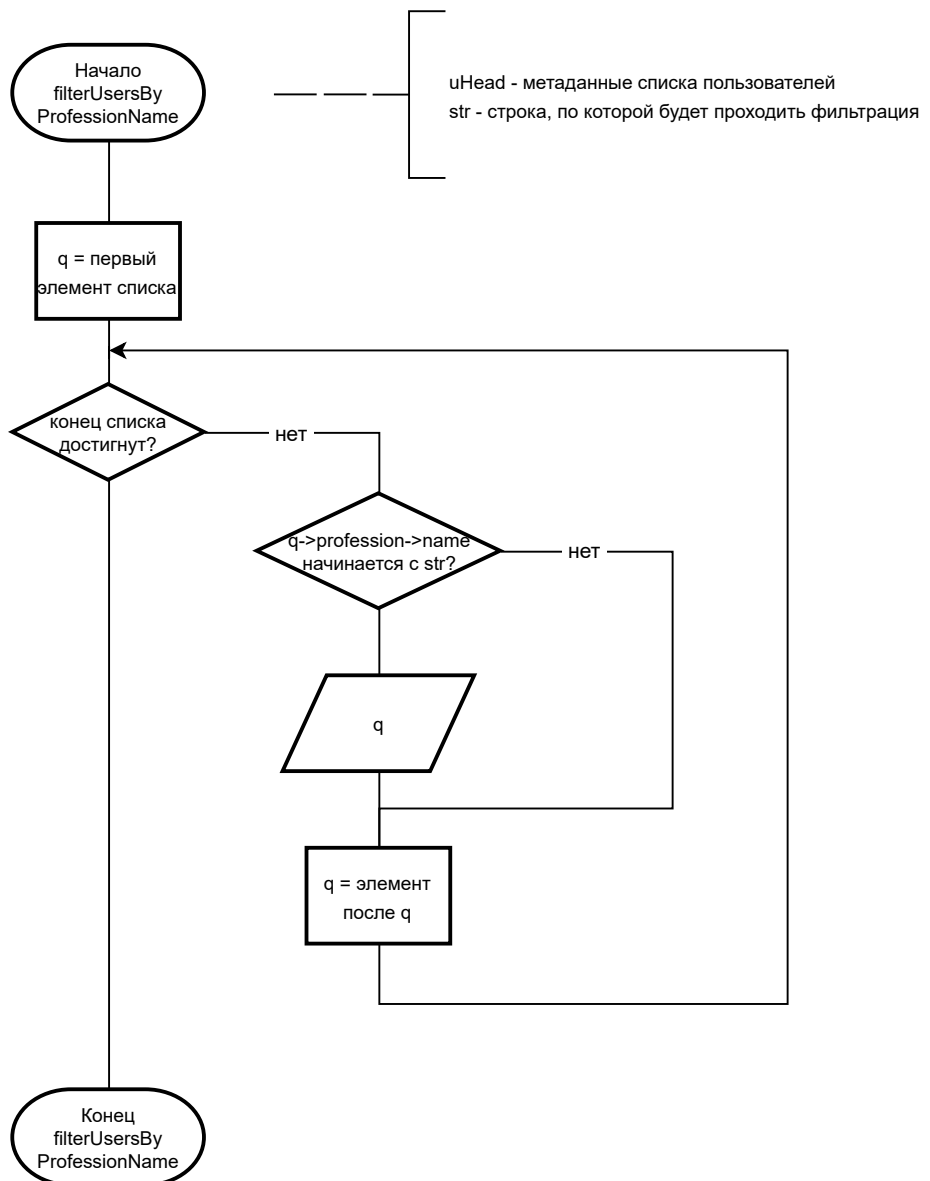 Начало
filterUsersBy
ProfessionName
uHead - метаданные списка пользователей
str - строка, по которой будет проходить фильтрация
q = первый
элемент списка
конец списка
достигнут?
нет
q->profession->name
начинается с str?
нет
q
q = элемент
после q
Конец
filterUsersBy
ProfessionName